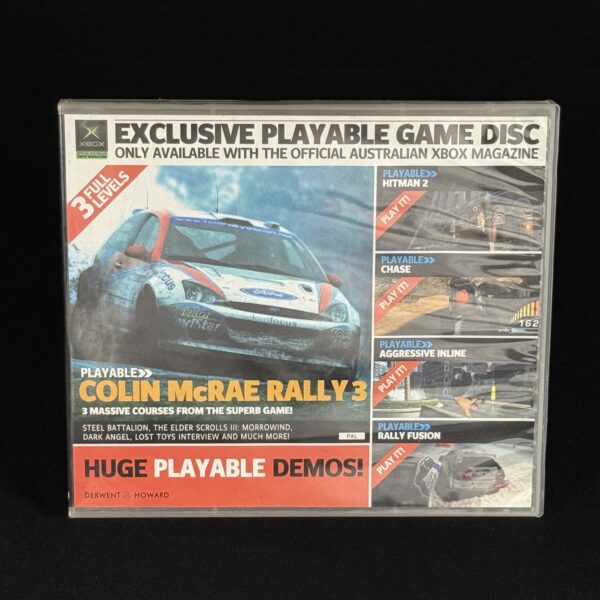 XBOX
EXCLUSIVE PLAYABLE GAME DISC
ONLY AVAILABLE WITH THE OFFICIAL AUSTRALIAN XBOX MAGAZINE
3 FULL
LEVELS
Ford
PLAYABLE>>
COLIN McRAE RALLY 3
3 MASSIVE COURSES FROM THE SUPERB GAME!
STEEL BATTALION, THE ELDER SCROLLS III: MORROWIND,
DARK ANGEL, LOST TOYS INTERVIEW AND MUCH MORE!
PAL
HUGE PLAYABLE DEMOS!
DERWENT HOWARD
PLAYABLE>>
HITMAN 2
PLAY IT!
PLAYABLE>>
CHASE
PLAY IT!
162
PLAYABLE>>
AGGRESSIVE INLINE
PLAY IT!
PLAYABLE>>
RALLY FUSION
PLAY IT!